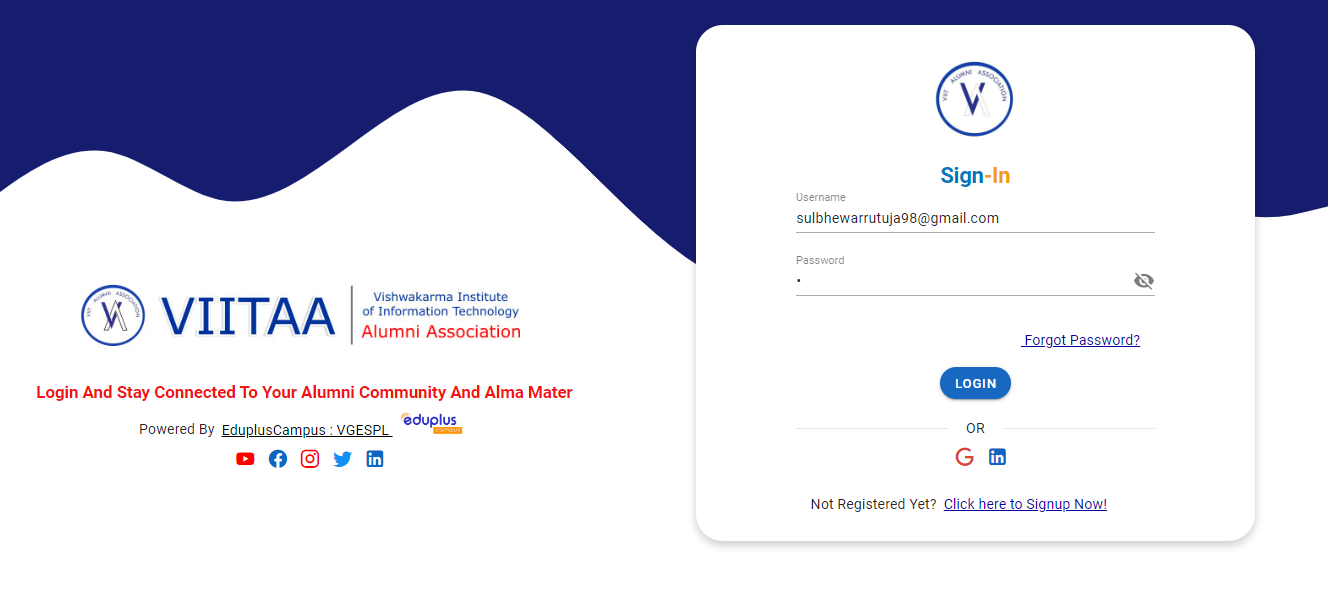 VIIT ALUMNI ASSOCIATION
VIITAA
Vishwakarma Institute
of Information Technology
Alumni Association
Login And Stay Connected To Your Alumni Community And Alma Mater
Powered By EduplusCampus : VGESPL eduplus
campus
ALUMNI ASSOCIATION
Sign-In
Username
sulbhewarrutuja98@gmail.com
Password
•
Forgot Password?
LOGIN
OR
Not Registered Yet? Click here to Signup Now!